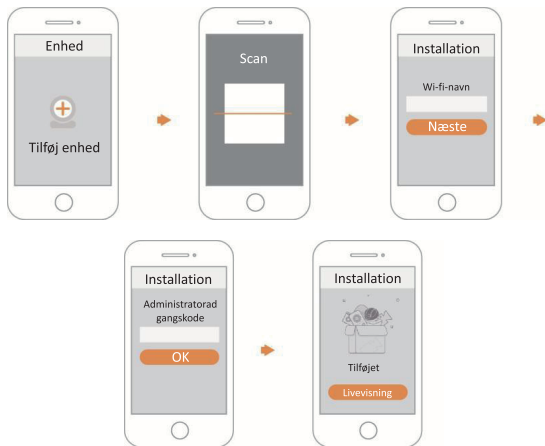 Enhed
Tilføj enhed
Scan
Installation
Wi-fi-navn
Næste
Installation
Administratorad
gangskode
OK
Installation
Tilføjet
Livevisning